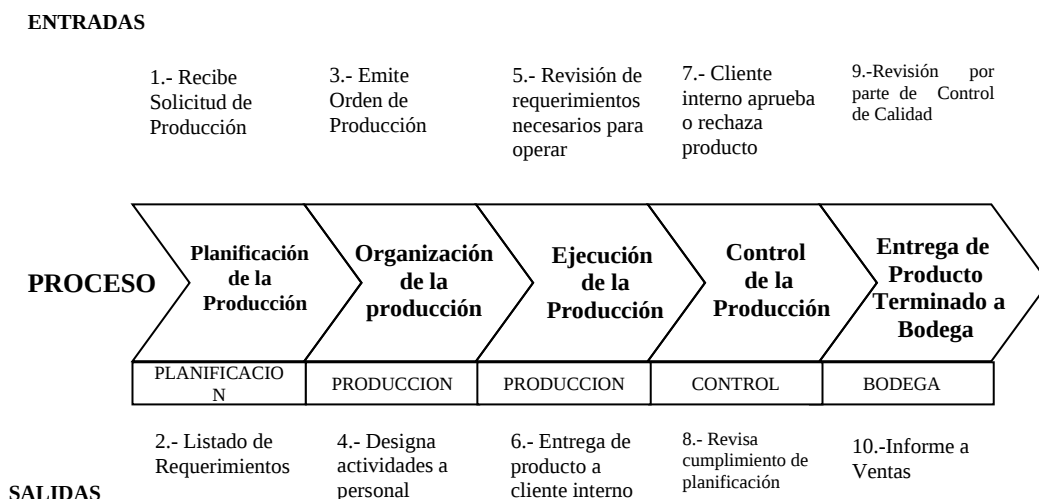 ENTRADAS
1.- Recibe
Solicitud de
Producción
3.- Emite
Orden de
Producción
5.- Revisión de
requerimientos
necesarios para
operar
7.- Cliente
interno aprueba
o rechaza
producto
9.-Revisión por
parte de Control
de Calidad
PROCESO
Planificación
de la
Producción
Organización
de la
producción
Ejecución
de la
Producción
Control
de la
Producción
Entrega de
Producto
Terminado a
Bodega
PLANIFICACIO
N
PRODUCCION
PRODUCCION
CONTROL
BODEGA
2.- Listado de
Requerimientos
4.- Designa
actividades a
personal
6.- Entrega de
producto a
cliente interno
8.- Revisa
cumplimiento de
planificación
10.-Informe a
Ventas
SALIDAS